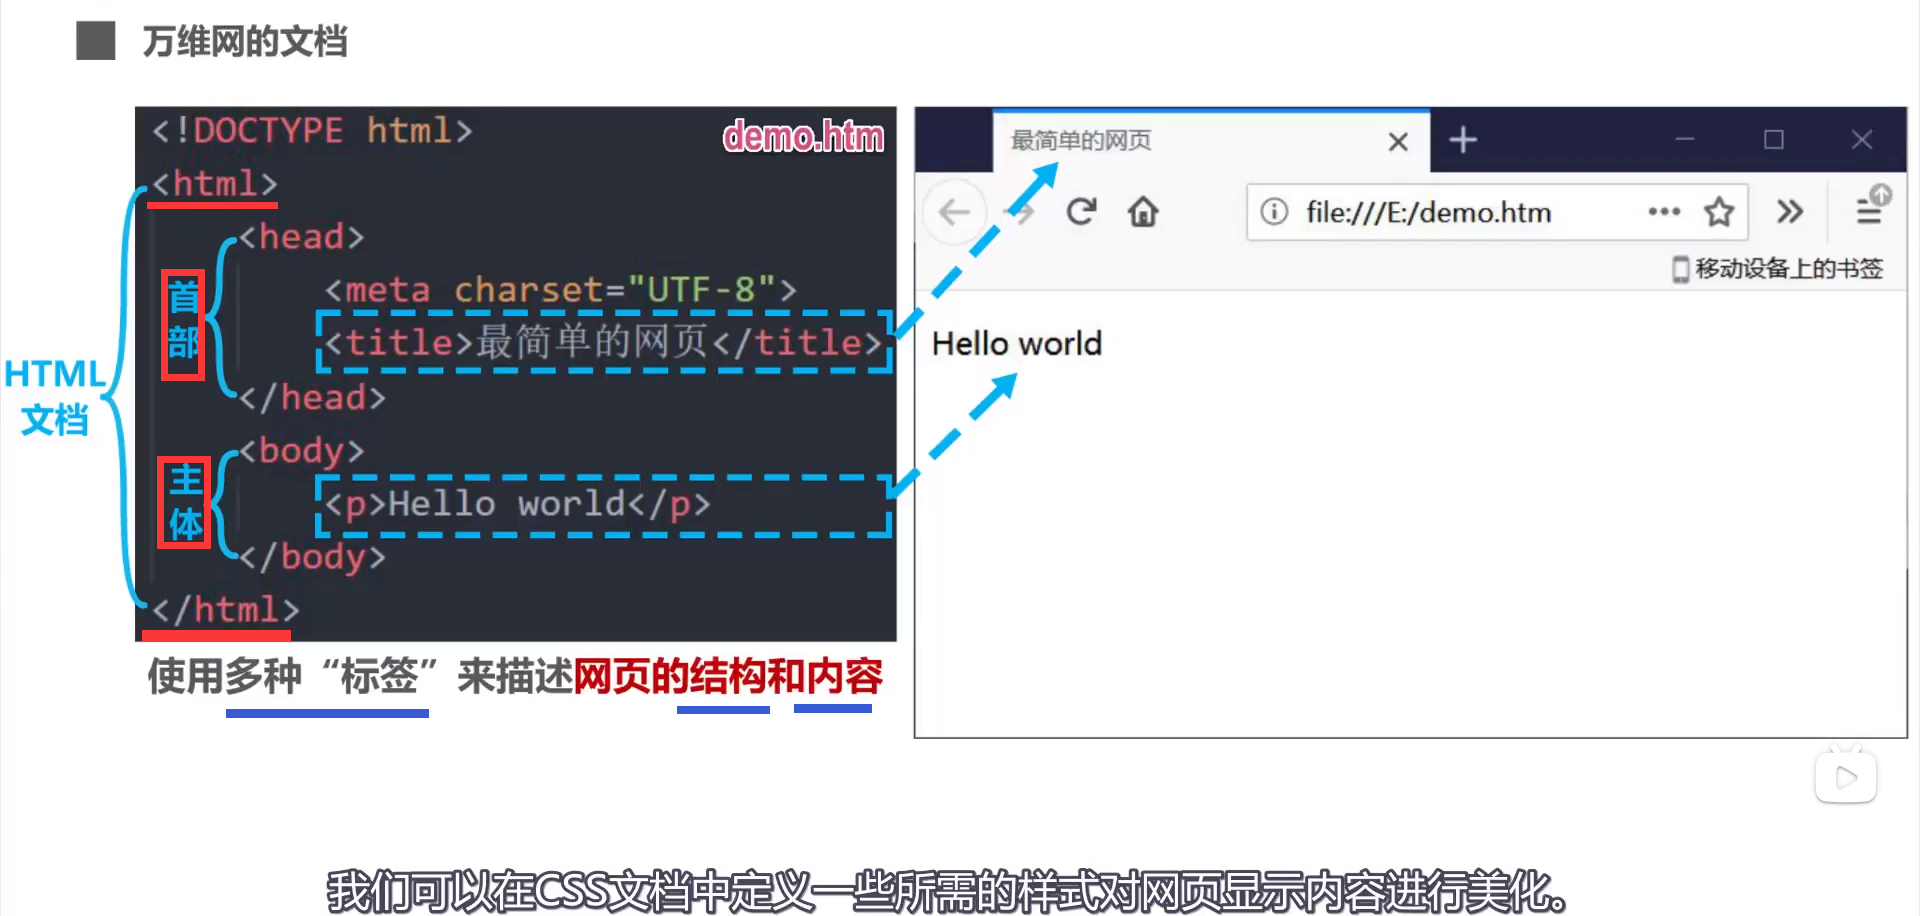 万维网的文档
<!DOCTYPE html>
demo.htm
<html>
<head>
<meta charset="UTF-8">
<title>最简单的网页</title>
</head>
<body>
<p>Hello world</p>
</body>
</html>
HTML
文档
首
部
主
体
使用多种“标签”来描述网页的结构和内容
最简单的网页
file:///E:/demo.htm
移动设备上的书签
Hello world
我们可以在CSS文档中定义一些所需的样式对网页显示内容进行美化。